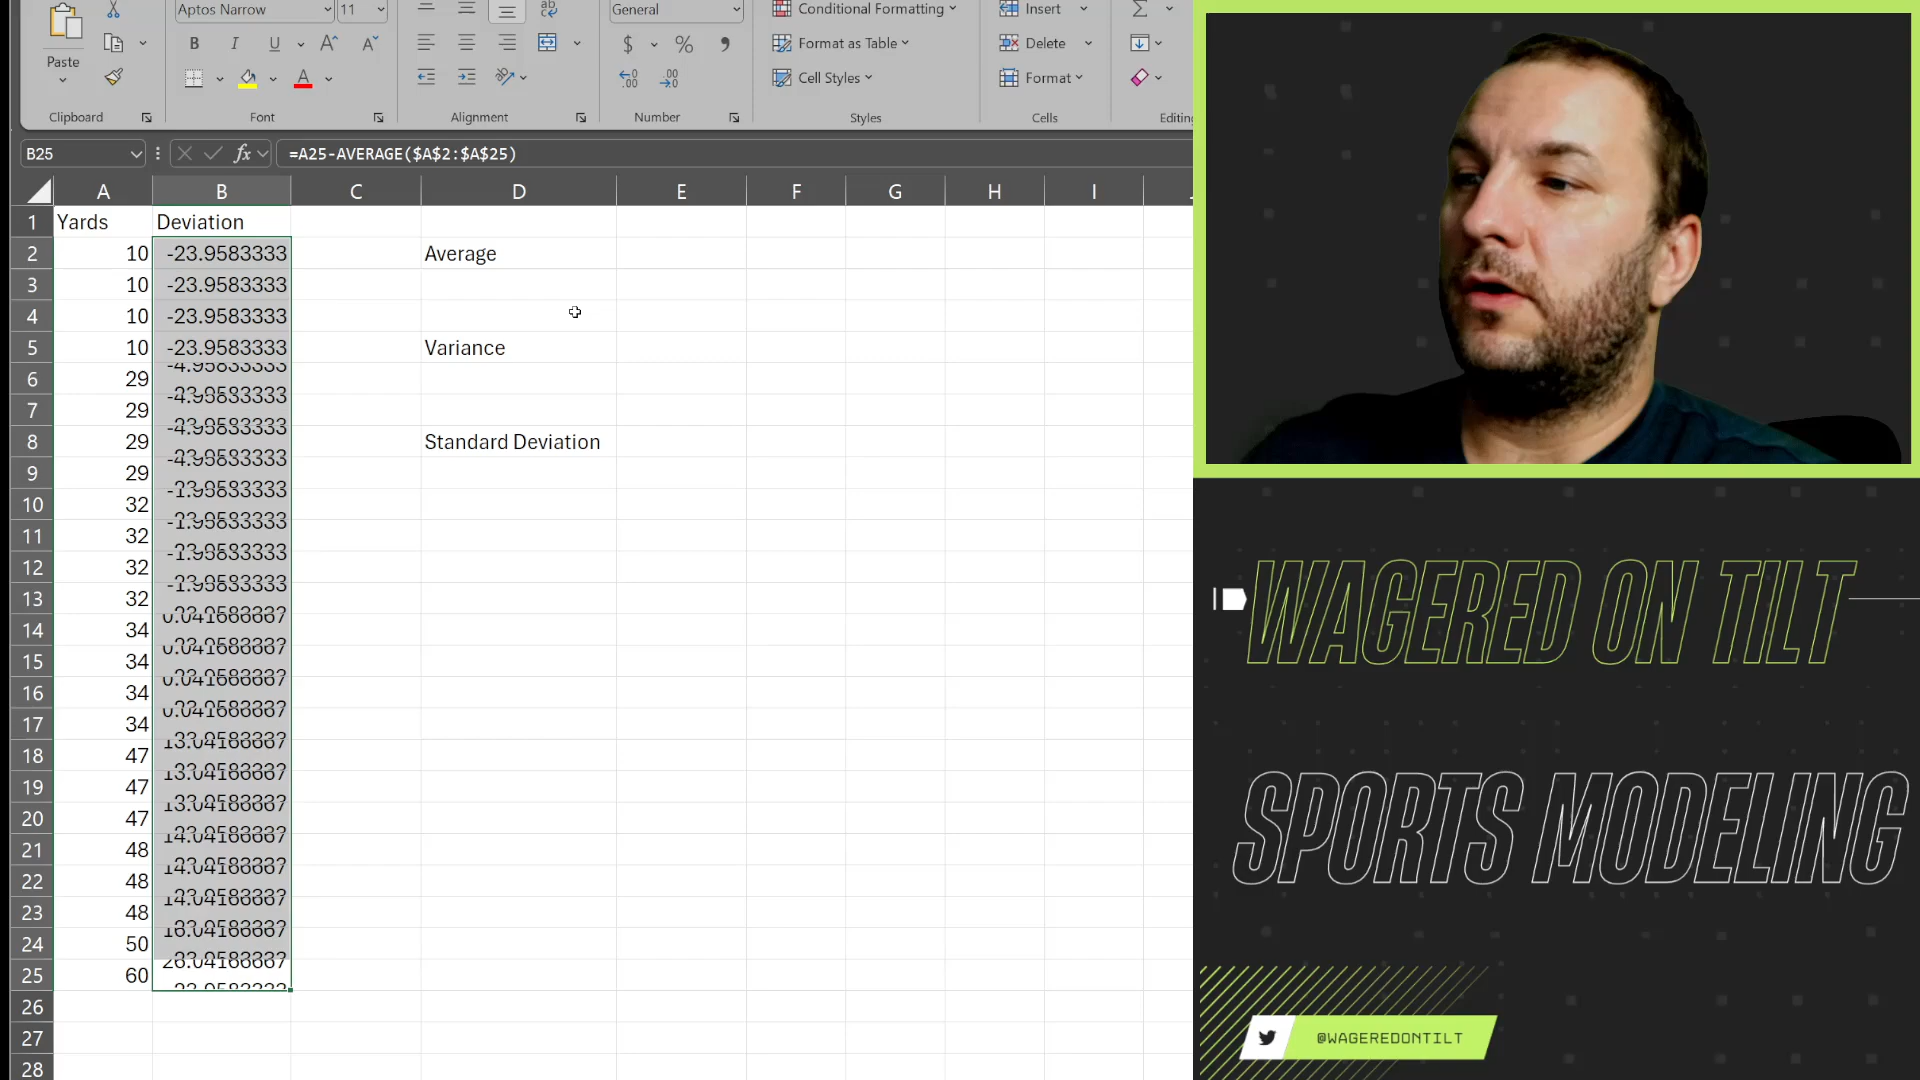 Aptos Narrow 11 General Conditional Formatting Insert
Paste B I U $ % Format as Table Delete
Cell Styles Format
Clipboard Font Alignment Number Styles Cells Editing
B25 fx =A25-AVERAGE($A$2:$A$25)
A B C D E F G H I
1 Yards Deviation
2 10 -23.9583333 Average
3 10 -23.9583333
4 10 -23.9583333
5 10 -23.9583333 Variance
6 29
7 29
8 29 Standard Deviation
9 29
10 32
11 32
12 32
13 32
14 34
15 34
16 34
17 34
18 47
19 47
20 47
21 48
22 48
23 48
24 50
25 60
26
27
28
WAGERED ON TILT
SPORTS MODELING
@WAGEREDONTILT